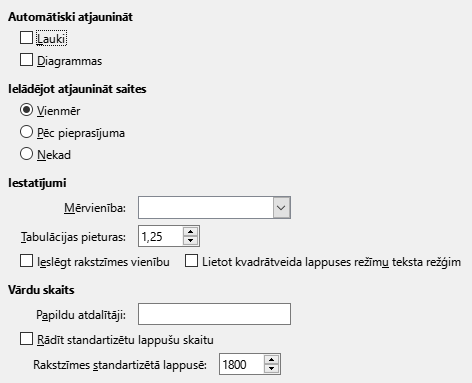 Automātiski atjaunināt
Lauki
Diagrammas
Ielādējot atjaunināt saites
Vienmēr
Pēc pieprasījuma
Nekad
Iestatījumi
Mērvienība:
Tabulācijas pieturas: 1,25
Ieslēgt rakstzīmes vienību Lietot kvadrātveida lappuses režīmu teksta režģim
Vārdu skaits
Papildu atdalītāji:
Rādīt standartizētu lappušu skaitu
Rakstzīmes standartizētā lappusē: 1800